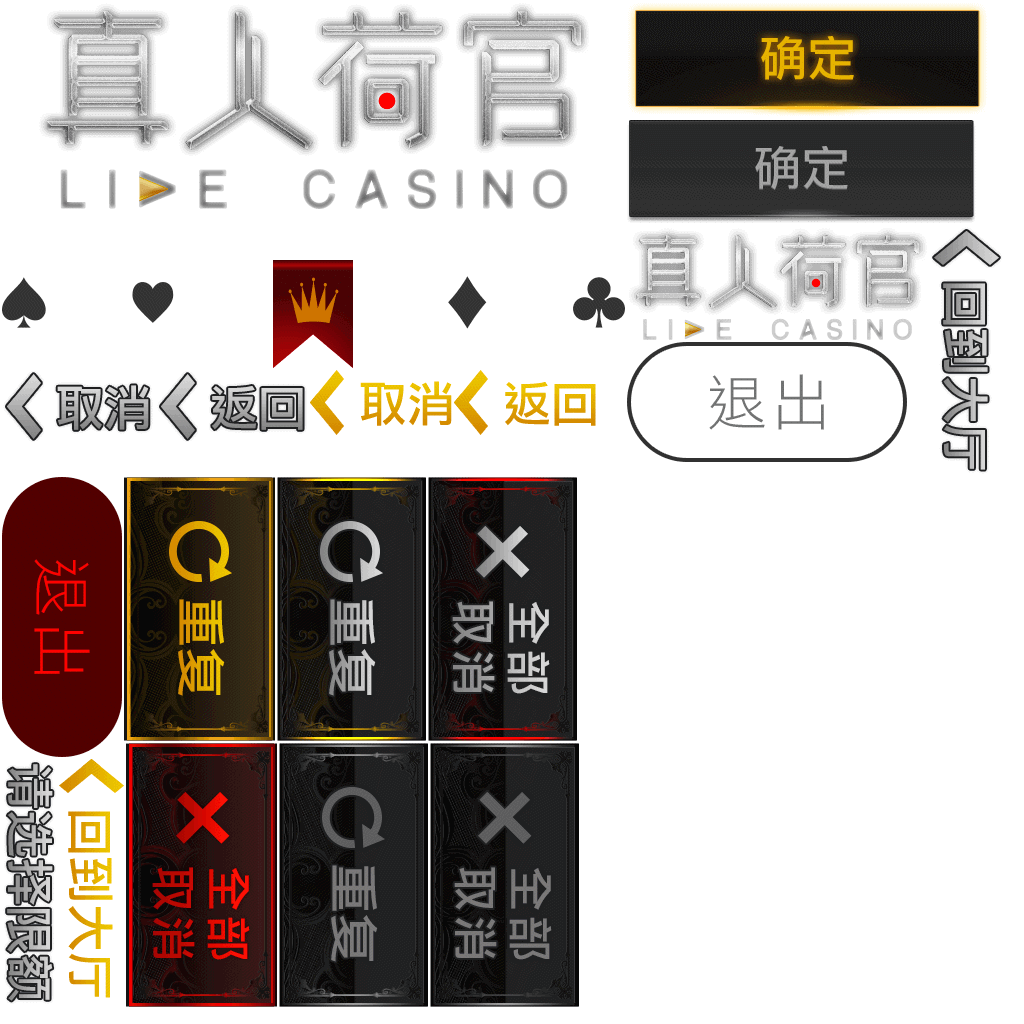 真人荷官
LIVE CASINO
确定
确定
真人荷官
LIVE CASINO
回到大厅
取消
返回
取消
返回
退出
退出
重复
重复
全部
取消
请选择限额
回到大厅
全部
取消
重复
全部
取消